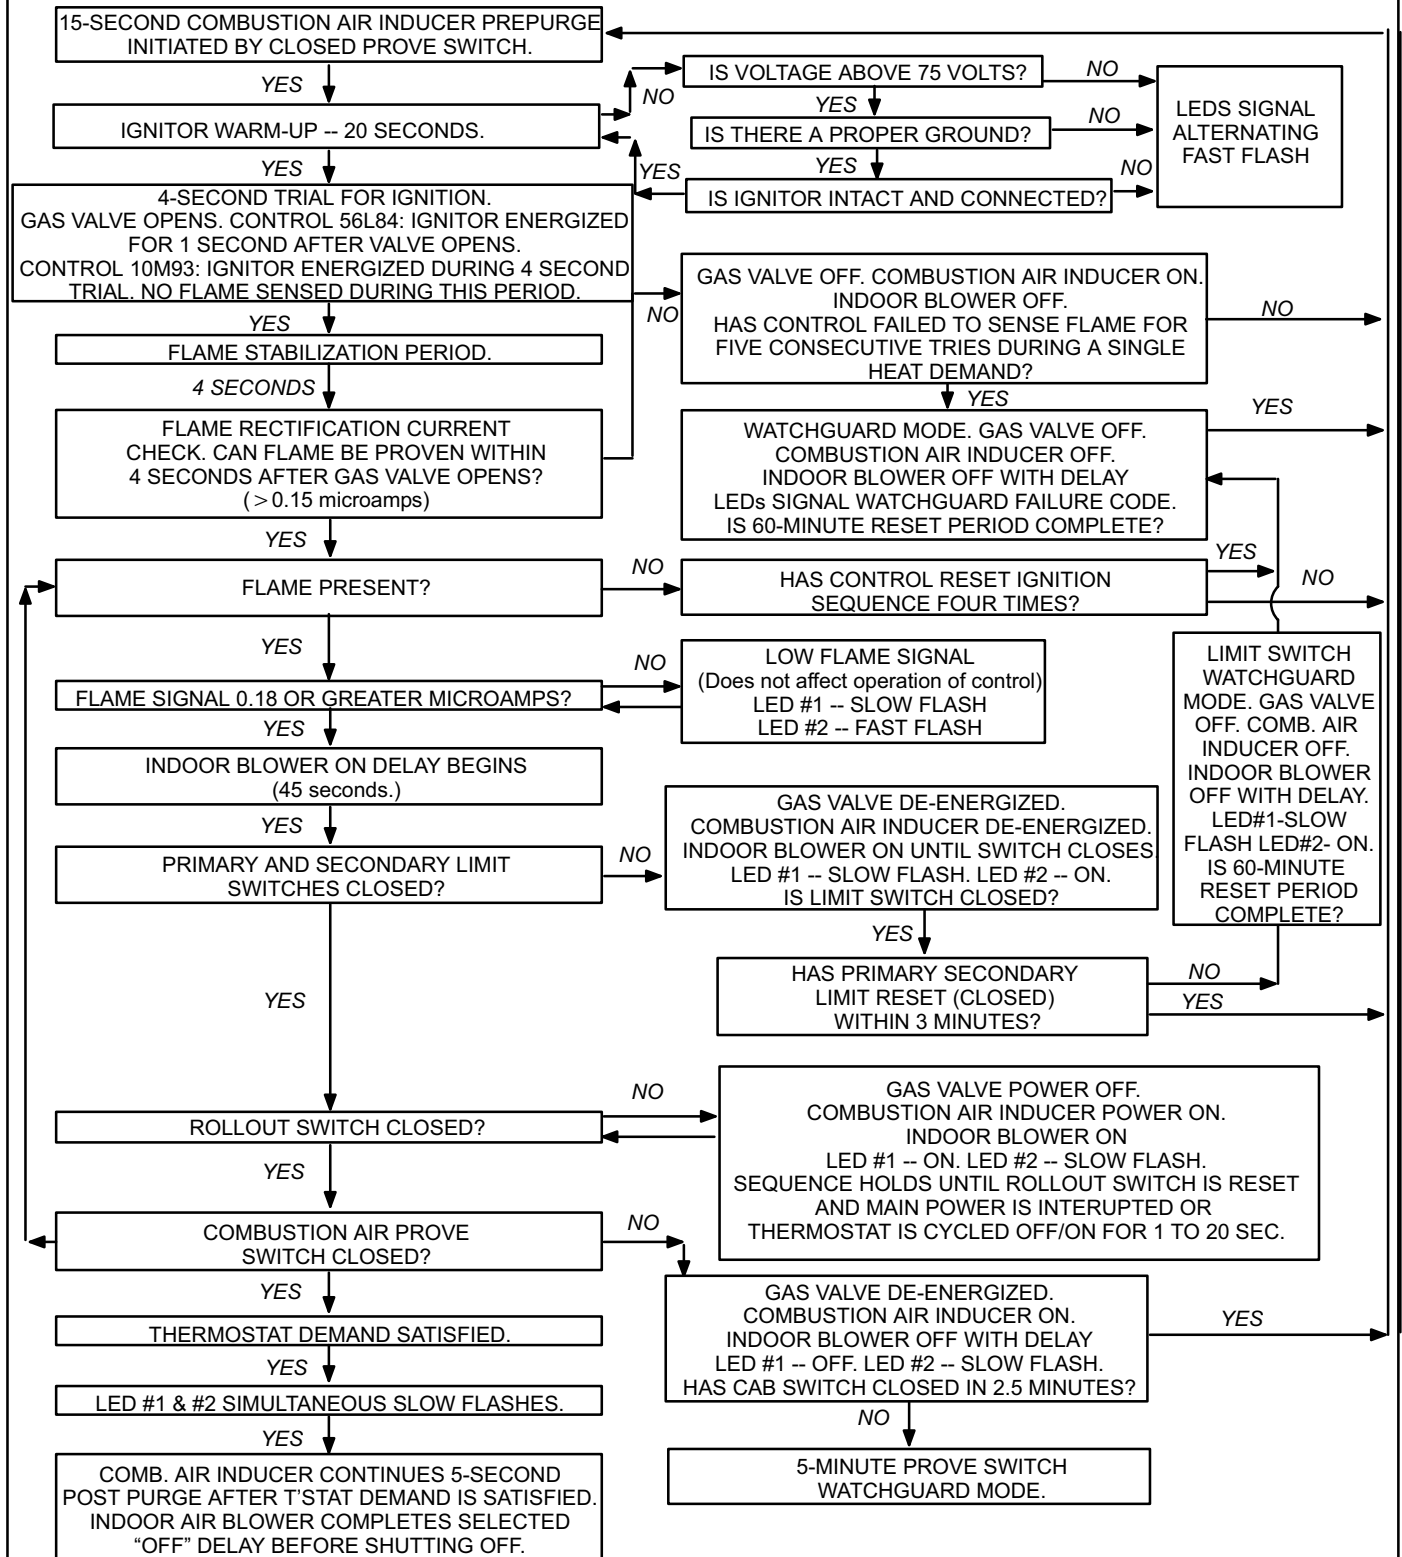 15-SECOND COMBUSTION AIR INDUCER PREPURGE
INITIATED BY CLOSED PROVE SWITCH.
YES
IGNITOR WARM-UP -- 20 SECONDS.
NO
IS VOLTAGE ABOVE 75 VOLTS?
NO
YES
IS THERE A PROPER GROUND?
NO
YES
IS IGNITOR INTACT AND CONNECTED?
NO
YES
LEDS SIGNAL
ALTERNATING
FAST FLASH
YES
4-SECOND TRIAL FOR IGNITION.
GAS VALVE OPENS. CONTROL 56L84: IGNITOR ENERGIZED
FOR 1 SECOND AFTER VALVE OPENS.
CONTROL 10M93: IGNITOR ENERGIZED DURING 4 SECOND
TRIAL. NO FLAME SENSED DURING THIS PERIOD.
NO
GAS VALVE OFF. COMBUSTION AIR INDUCER ON.
INDOOR BLOWER OFF.
HAS CONTROL FAILED TO SENSE FLAME FOR
FIVE CONSECUTIVE TRIES DURING A SINGLE
HEAT DEMAND?
NO
YES
YES
FLAME STABILIZATION PERIOD.
4 SECONDS
FLAME RECTIFICATION CURRENT
CHECK. CAN FLAME BE PROVEN WITHIN
4 SECONDS AFTER GAS VALVE OPENS?
(>0.15 microamps)
WATCHGUARD MODE. GAS VALVE OFF.
COMBUSTION AIR INDUCER OFF.
INDOOR BLOWER OFF WITH DELAY
LEDs SIGNAL WATCHGUARD FAILURE CODE.
IS 60-MINUTE RESET PERIOD COMPLETE?
YES
YES
FLAME PRESENT?
NO
HAS CONTROL RESET IGNITION
SEQUENCE FOUR TIMES?
YES
NO
YES
FLAME SIGNAL 0.18 OR GREATER MICROAMPS?
NO
LOW FLAME SIGNAL
(Does not affect operation of control)
LED #1 -- SLOW FLASH
LED #2 -- FAST FLASH
LIMIT SWITCH
WATCHGUARD
MODE. GAS VALVE
OFF. COMB. AIR
INDUCER OFF.
INDOOR BLOWER
OFF WITH DELAY.
LED#1-SLOW
FLASH LED#2- ON.
IS 60-MINUTE
RESET PERIOD
COMPLETE?
YES
INDOOR BLOWER ON DELAY BEGINS
(45 seconds.)
YES
PRIMARY AND SECONDARY LIMIT
SWITCHES CLOSED?
NO
GAS VALVE DE-ENERGIZED.
COMBUSTION AIR INDUCER DE-ENERGIZED.
INDOOR BLOWER ON UNTIL SWITCH CLOSES.
LED #1 -- SLOW FLASH. LED #2 -- ON.
IS LIMIT SWITCH CLOSED?
YES
HAS PRIMARY SECONDARY
LIMIT RESET (CLOSED)
WITHIN 3 MINUTES?
NO
YES
YES
ROLLOUT SWITCH CLOSED?
NO
GAS VALVE POWER OFF.
COMBUSTION AIR INDUCER POWER ON.
INDOOR BLOWER ON
LED #1 -- ON. LED #2 -- SLOW FLASH.
SEQUENCE HOLDS UNTIL ROLLOUT SWITCH IS RESET
AND MAIN POWER IS INTERUPTED OR
THERMOSTAT IS CYCLED OFF/ON FOR 1 TO 20 SEC.
YES
COMBUSTION AIR PROVE
SWITCH CLOSED?
NO
GAS VALVE DE-ENERGIZED.
COMBUSTION AIR INDUCER ON.
INDOOR BLOWER OFF WITH DELAY
LED #1 -- OFF. LED #2 -- SLOW FLASH.
HAS CAB SWITCH CLOSED IN 2.5 MINUTES?
YES
NO
5-MINUTE PROVE SWITCH
WATCHGUARD MODE.
YES
THERMOSTAT DEMAND SATISFIED.
YES
LED #1 & #2 SIMULTANEOUS SLOW FLASHES.
YES
COMB. AIR INDUCER CONTINUES 5-SECOND
POST PURGE AFTER T'STAT DEMAND IS SATISFIED.
INDOOR AIR BLOWER COMPLETES SELECTED
“OFF” DELAY BEFORE SHUTTING OFF.